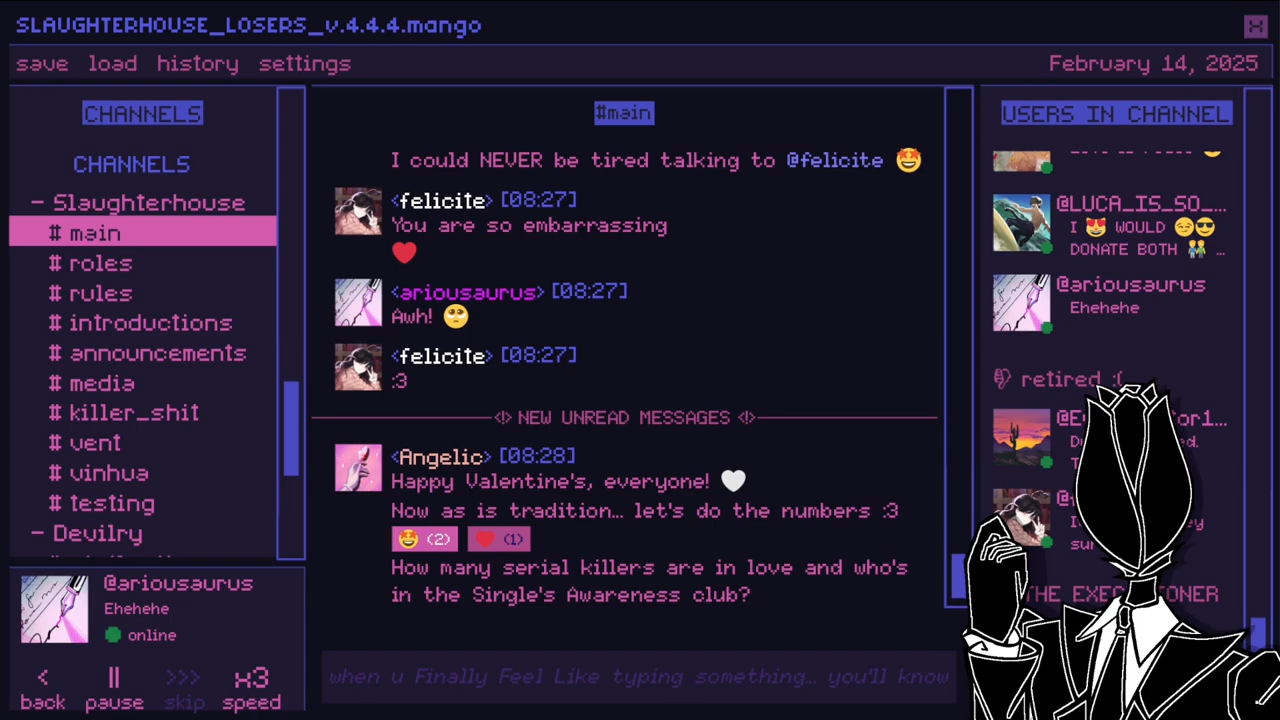 SLAUGHTERHOUSE_LOSERS_v.4.4.4.mango
x
save load history settings
February 14, 2025
CHANNELS
CHANNELS
– Slaughterhouse
# main
# roles
# rules
# introductions
# announcements
# media
# killer_shit
# vent
# vinhua
# testing
– Devilry
@ariousaurus
Ehehehe
online
< || >>> x3
back pause skip speed
#main
I could NEVER be tired talking to @felicite 🤩
<felicite> [08:27]
You are so embarrassing
❤️
<ariousaurus> [08:27]
Awh! 🥺
<felicite> [08:27]
:3
NEW UNREAD MESSAGES
<Angelic> [08:28]
Happy Valentine's, everyone! 🤍
Now as is tradition… let's do the numbers :3
🤩 (2) ❤️ (1)
How many serial killers are in love and who's
in the Single's Awareness club?
when u Finally Feel Like typing something… you'll know
USERS IN CHANNEL
@LUCA_IS_SO_...
I 😻 WOULD 😏😎
DONATE BOTH 👬 …
@ariousaurus
Ehehehe
retired :(
THE EXECUTIONER